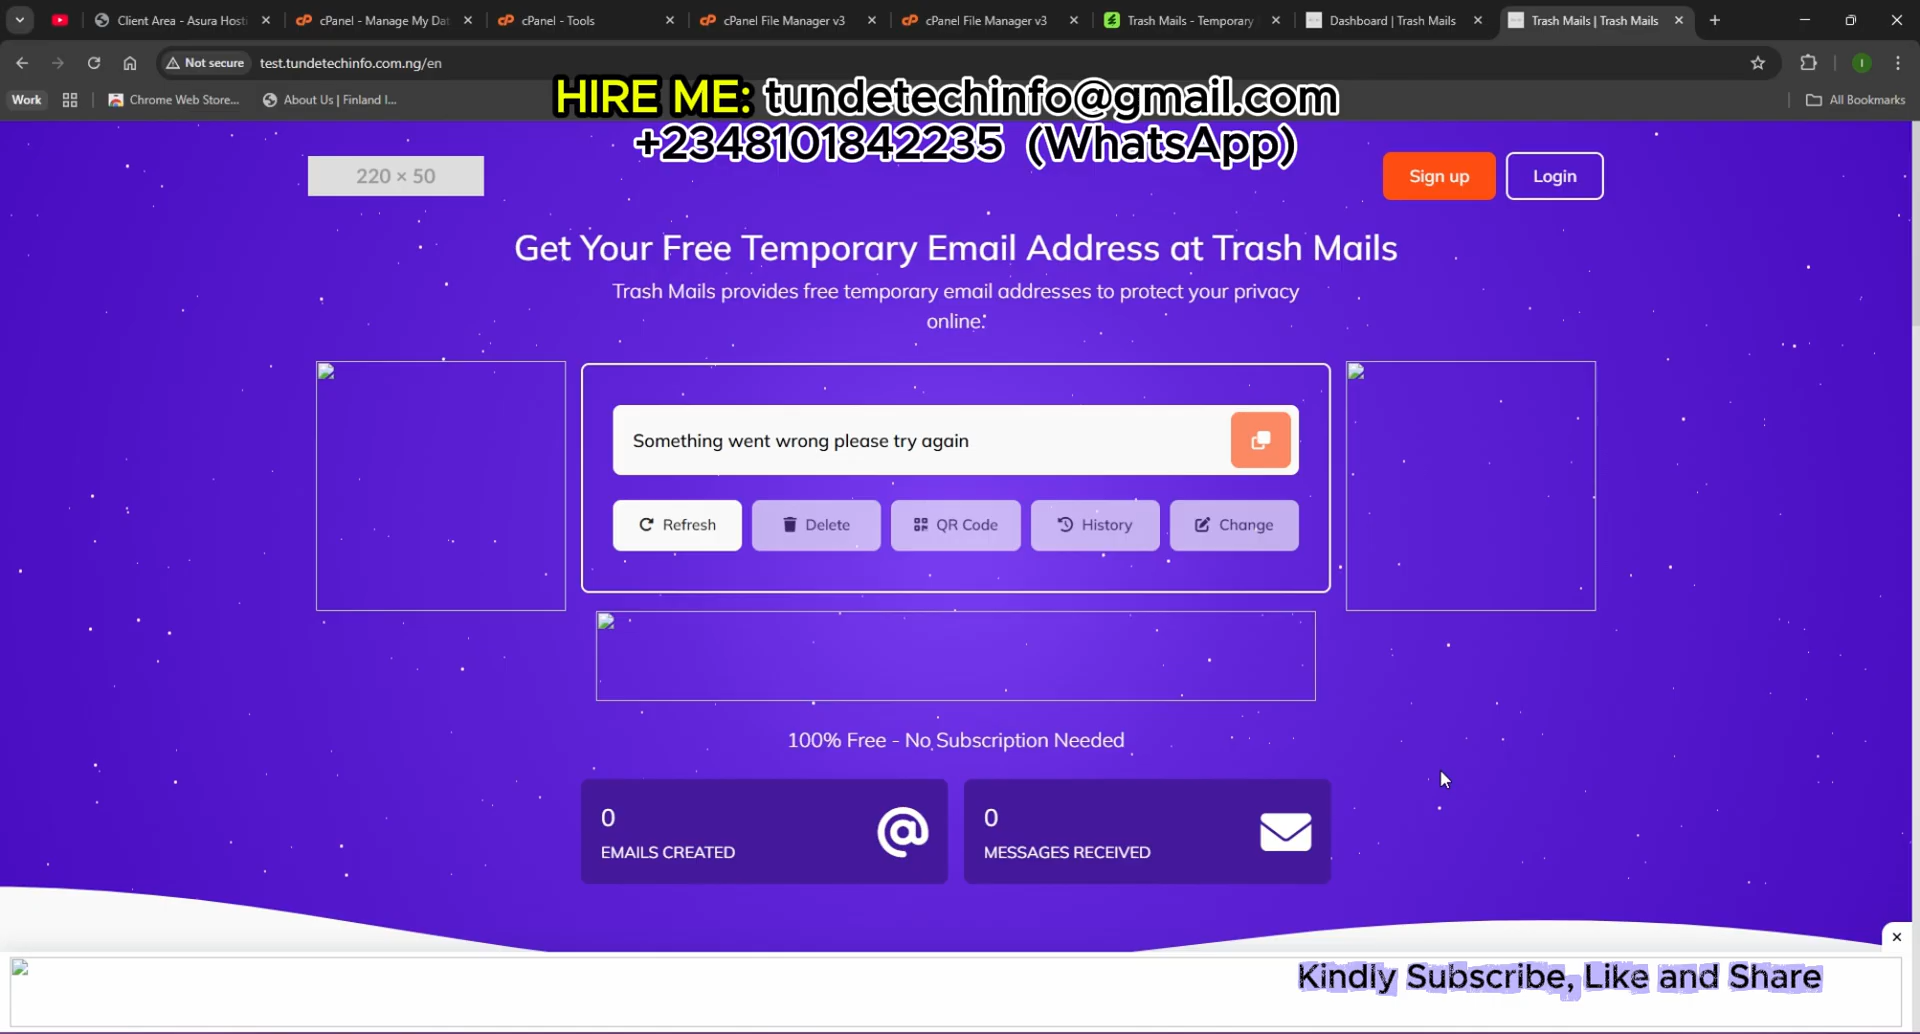 Client Area - Asura Hosti
cPanel - Manage My Dat
cPanel - Tools
cPanel File Manager v3
cPanel File Manager v3
Trash Mails - Temporary
Dashboard | Trash Mails
Trash Mails | Trash Mails
Not secure
test.tundetechinfo.com.ng/en
I
Work
Chrome Web Store...
About Us | Finland I...
All Bookmarks
HIRE ME: tundetechinfo@gmail.com
+2348101842235 (WhatsApp)
220 × 50
Sign up
Login
Get Your Free Temporary Email Address at Trash Mails
Trash Mails provides free temporary email addresses to protect your privacy
online.
Something went wrong please try again
Refresh
Delete
QR Code
History
Change
100% Free - No Subscription Needed
0
EMAILS CREATED
0
MESSAGES RECEIVED
Kindly Subscribe, Like and Share